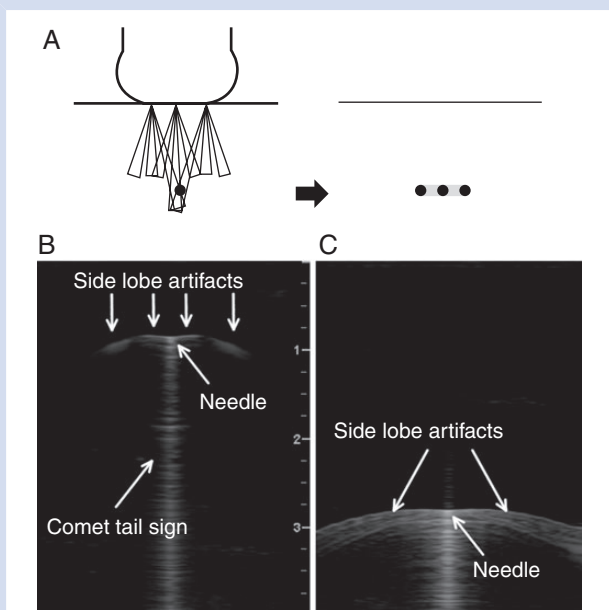 A
B
C
Side lobe artifacts
1
Needle
2
Side lobe artifacts
Comet tail sign
3
Needle